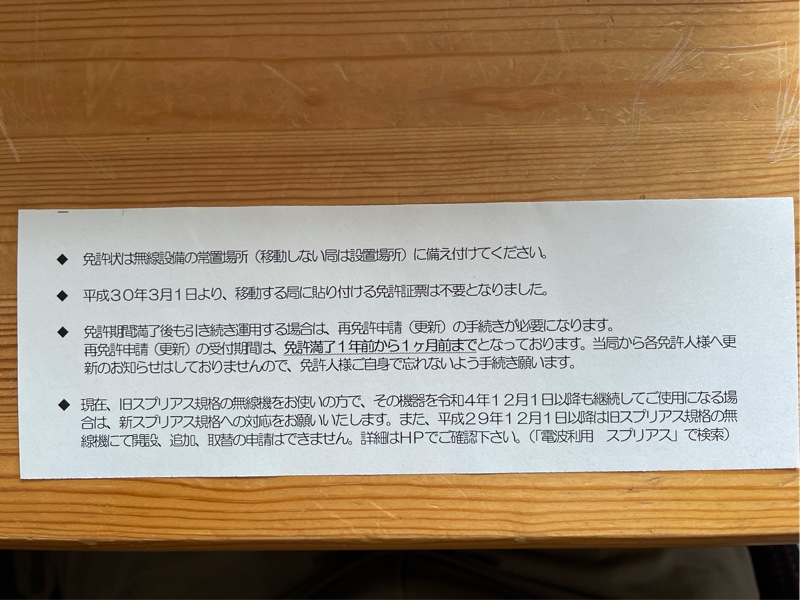 ◆ 免許状は無線設備の常置場所（移動しない局は設置場所）に備え付けてください。
◆ 平成３０年３月１日より、移動する局に貼り付ける免許証票は不要となりました。
◆ 免許期間満了後も引き続き運用する場合は、再免許申請（更新）の手続きが必要になります。
再免許申請（更新）の受付期間は、免許満了１年前から１ヶ月前までとなっております。当局から各免許人様へ更
新のお知らせはしておりませんので、免許人様ご自身で忘れないよう手続き願います。
◆ 現在、旧スプリアス規格の無線機をお使いの方で、その機器を令和４年１２月１日以降も継続してご使用になる場
合は、新スプリアス規格への対応をお願いいたします。また、平成２９年１２月１日以降は旧スプリアス規格の無
線機にて開設、追加、取替の申請はできません。詳細はＨＰでご確認下さい。（「電波利用　スプリアス」で検索）